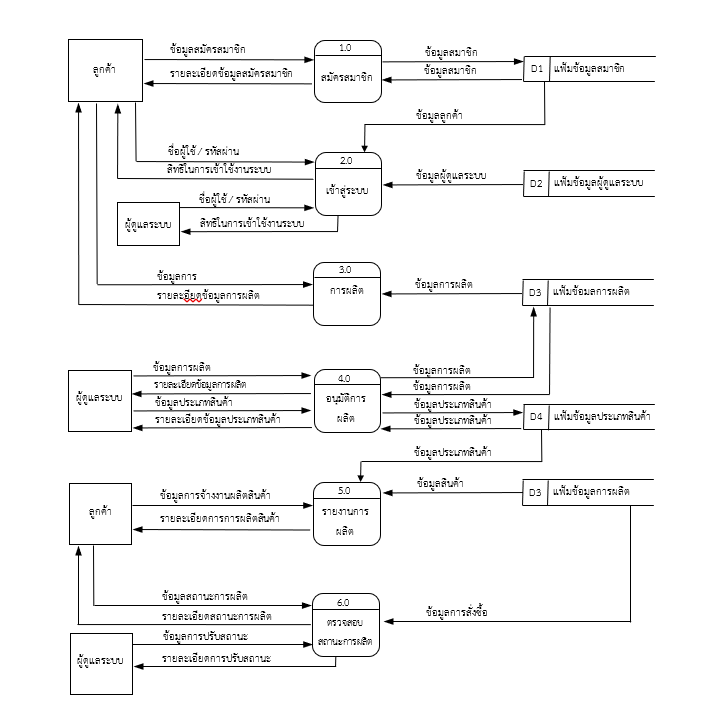 ข้อมูลสมัครสมาชิก
1.0
ข้อมูลสมาชิก
ลูกค้า
รายละเอียดข้อมูลสมัครสมาชิก
สมัครสมาชิก
ข้อมูลสมาชิก
D1 แฟ้มข้อมูลสมาชิก
ข้อมูลลูกค้า
ชื่อผู้ใช้ / รหัสผ่าน
2.0
สิทธิในการเข้าใช้งานระบบ
เข้าสู่ระบบ
ข้อมูลผู้ดูแลระบบ
D2 แฟ้มข้อมูลผู้ดูแลระบบ
ชื่อผู้ใช้ / รหัสผ่าน
ผู้ดูแลระบบ
สิทธิในการเข้าใช้งานระบบ
3.0
ข้อมูลการ
การผลิต
ข้อมูลการผลิต
D3 แฟ้มข้อมูลการผลิต
รายละอียดข้อมูลการผลิต
ข้อมูลการผลิต
4.0
ข้อมูลการผลิต
ผู้ดูแลระบบ
รายละเอียดข้อมูลการผลิต
อนุมัติการ
ผลิต
ข้อมูลการผลิต
ข้อมูลประเภทสินค้า
ข้อมูลประเภทสินค้า
รายละเอียดข้อมูลประเภทสินค้า
ข้อมูลประเภทสินค้า
D4 แฟ้มข้อมูลประเภทสินค้า
ข้อมูลประเภทสินค้า
ข้อมูลการจ้างงานผลิตสินค้า
5.0
ข้อมูลสินค้า
D3 แฟ้มข้อมูลการผลิต
ลูกค้า
รายละเอียดการการผลิตสินค้า
รายงานการ
ผลิต
ข้อมูลสถานะการผลิต
6.0
รายละเอียดสถานะการผลิต
ตรวจสอบ
สถานะการผลิต
ข้อมูลการสั่งซื้อ
ข้อมูลการปรับสถานะ
ผู้ดูแลระบบ
รายละเอียดการปรับสถานะ